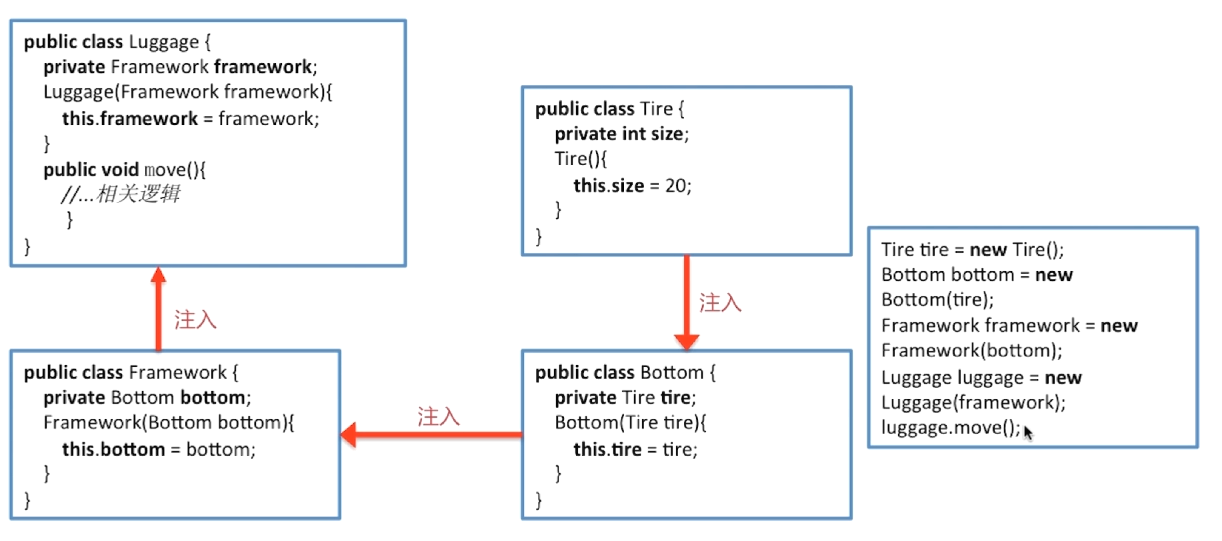 public class Luggage {
private Framework framework;
Luggage(Framework framework){
this.framework = framework;
}
public void move(){
//...相关逻辑
}
}
注入
public class Framework {
private Bottom bottom;
Framework(Bottom bottom){
this.bottom = bottom;
}
}
注入
public class Tire {
private int size;
Tire(){
this.size = 20;
}
}
注入
public class Bottom {
private Tire tire;
Bottom(Tire tire){
this.tire = tire;
}
}
Tire tire = new Tire();
Bottom bottom = new
Bottom(tire);
Framework framework = new
Framework(bottom);
Luggage luggage = new
Luggage(framework);
luggage.move();